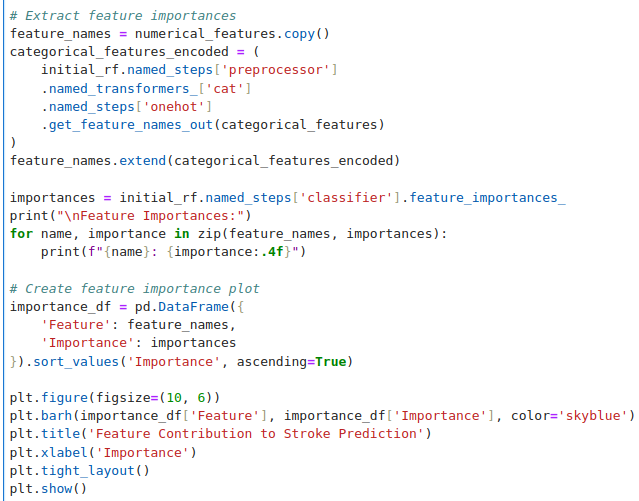 # Extract feature importances
feature_names = numerical_features.copy()
categorical_features_encoded = (
    initial_rf.named_steps['preprocessor']
    .named_transformers_['cat']
    .named_steps['onehot']
    .get_feature_names_out(categorical_features)
)
feature_names.extend(categorical_features_encoded)

importances = initial_rf.named_steps['classifier'].feature_importances_
print("\nFeature Importances:")
for name, importance in zip(feature_names, importances):
    print(f"{name}: {importance:.4f}")

# Create feature importance plot
importance_df = pd.DataFrame({
    'Feature': feature_names,
    'Importance': importances
}).sort_values('Importance', ascending=True)

plt.figure(figsize=(10, 6))
plt.barh(importance_df['Feature'], importance_df['Importance'], color='skyblue')
plt.title('Feature Contribution to Stroke Prediction')
plt.xlabel('Importance')
plt.tight_layout()
plt.show()